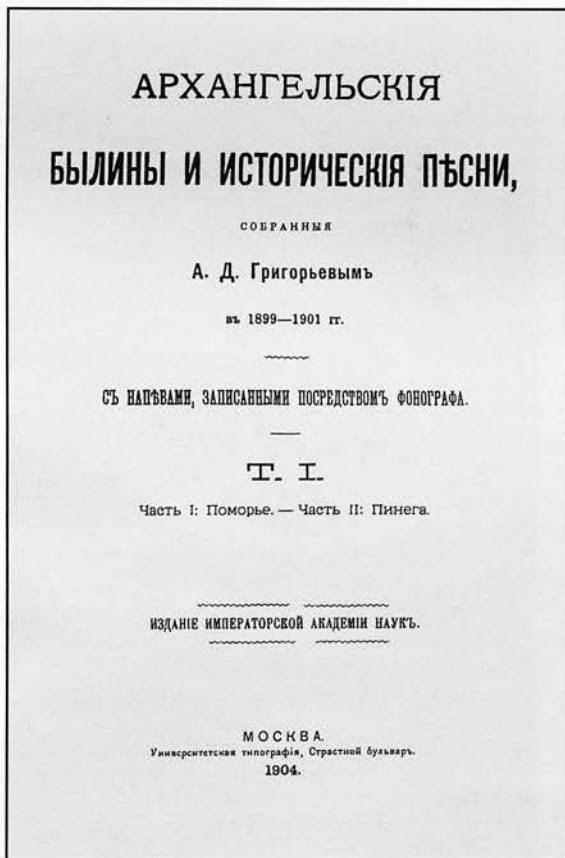 АРХАНГЕЛЬСКІЯ
БЫЛИНЫ И ИСТОРИЧЕСКІЯ ПѢСНИ,
СОБРАННЫЯ
А. Д. Григорьевымъ
въ 1899—1901 гг.
СЪ НАПѢВАМИ, ЗАПИСАННЫМИ ПОСРЕДСТВОМЪ ФОНОГРАФА.
Т. I.
Часть I: Поморье. — Часть II: Пинега.
ИЗДАНІЕ ИМПЕРАТОРСКОЙ АКАДЕМІИ НАУКЪ.
МОСКВА.
Университетская типографія, Страстной бульваръ.
1904.